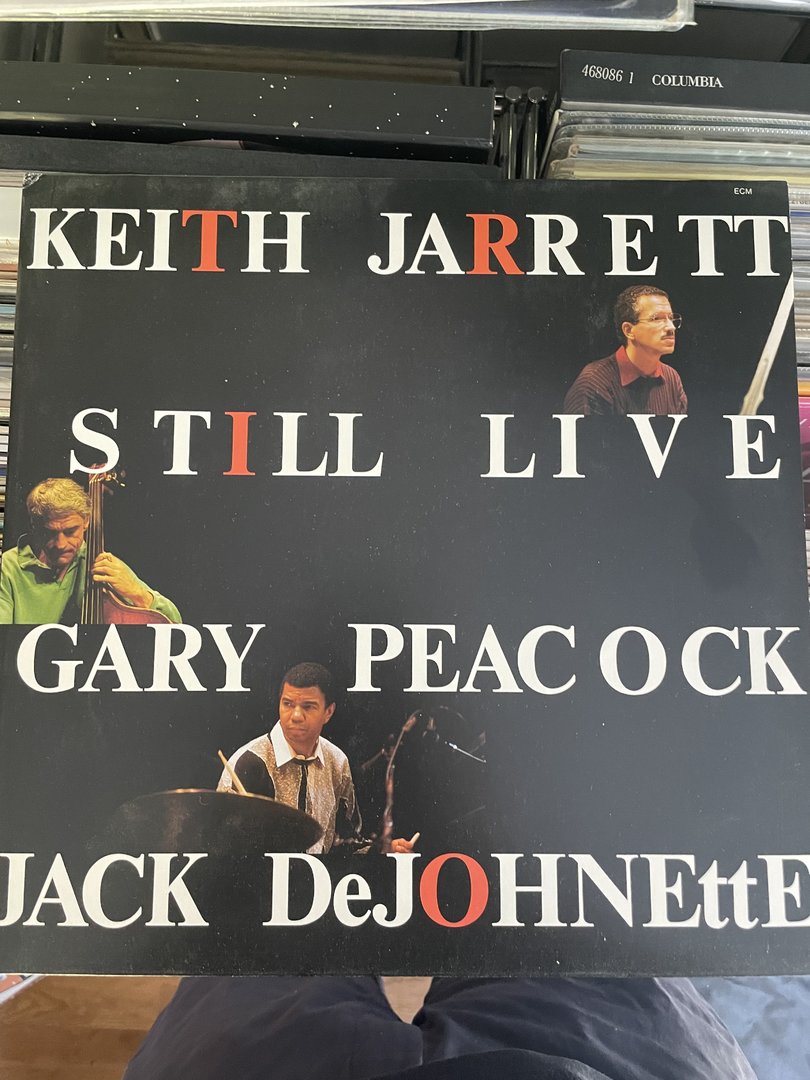 468086 1 COLUMBIA
ECM
KEITH JARRETT
STILL LIVE
GARY PEACOCK
JACK DeJOHNEttE